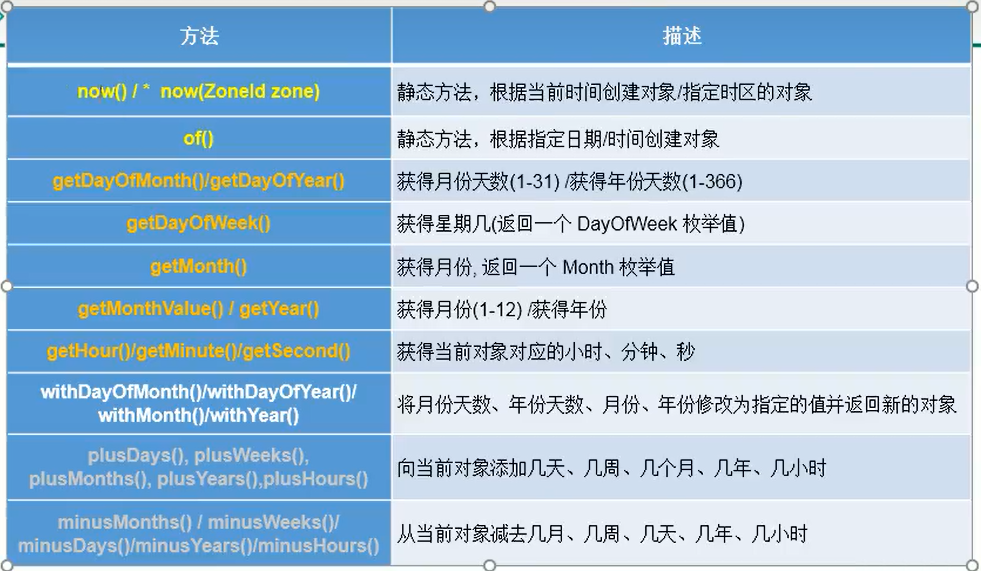 方法
描述
now() / * now(ZoneId zone)
静态方法，根据当前时间创建对象/指定时区的对象
of()
静态方法，根据指定日期/时间创建对象
getDayOfMonth()/getDayOfYear()
获得月份天数(1-31) /获得年份天数(1-366)
getDayOfWeek()
获得星期几(返回一个 DayOfWeek 枚举值)
getMonth()
获得月份, 返回一个 Month 枚举值
getMonthValue() / getYear()
获得月份(1-12) /获得年份
getHour()/getMinute()/getSecond()
获得当前对象对应的小时、分钟、秒
withDayOfMonth()/withDayOfYear()/
withMonth()/withYear()
将月份天数、年份天数、月份、年份修改为指定的值并返回新的对象
plusDays(), plusWeeks(),
plusMonths(), plusYears(),plusHours()
向当前对象添加几天、几周、几个月、几年、几小时
minusMonths() / minusWeeks()/
minusDays()/minusYears()/minusHours()
从当前对象减去几月、几周、几天、几年、几小时